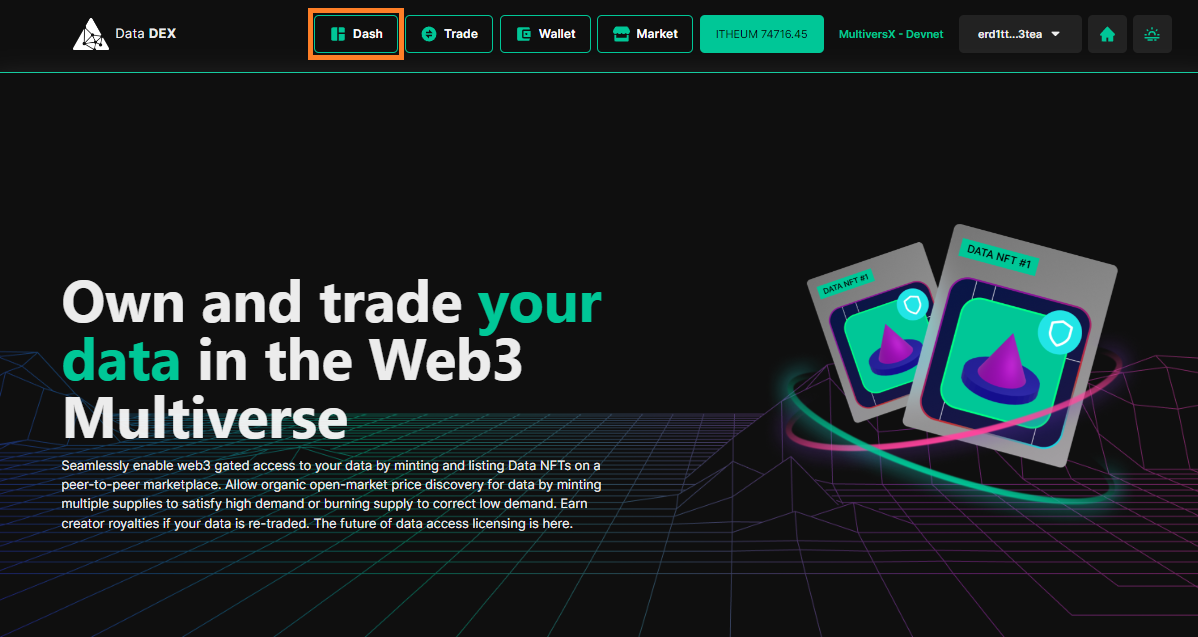 Data DEX
Dash
Trade
Wallet
Market
ITHEUM 74716.45
MultiversX - Devnet
erd1tt...3tea
DATA NFT #1
DATA NFT #1
Own and trade your
data in the Web3
Multiverse
Seamlessly enable web3 gated access to your data by minting and listing Data NFTs on a
peer-to-peer marketplace. Allow organic open-market price discovery for data by minting
multiple supplies to satisfy high demand or burning supply to correct low demand. Earn
creator royalties if your data is re-traded. The future of data access licensing is here.